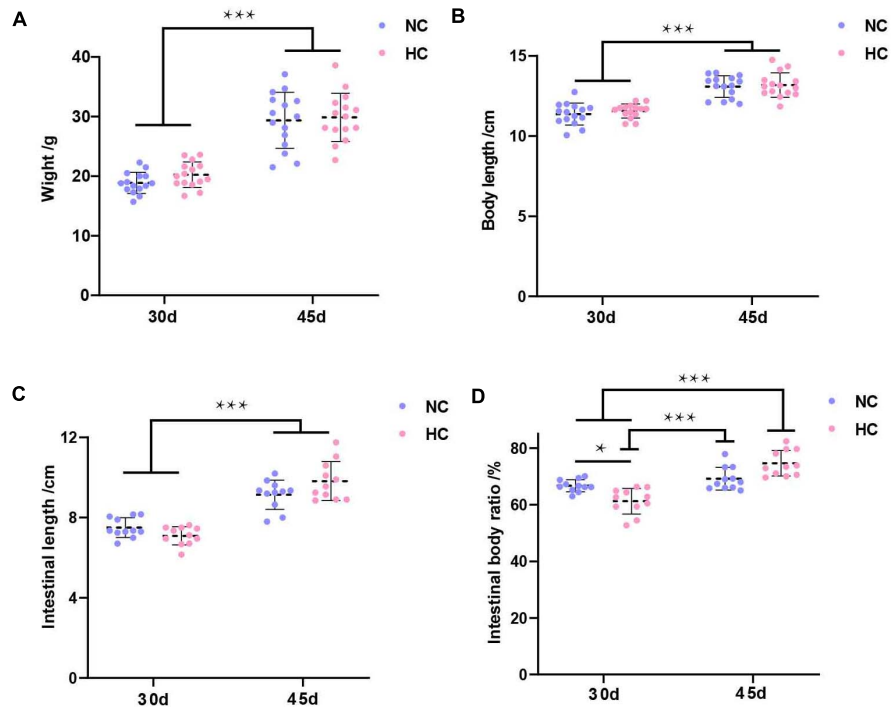 A
***
NC
HC
Wight /g
40
30
20
10
0
30d
45d
B
***
NC
HC
Body length /cm
15
10
5
0
30d
45d
C
***
NC
HC
Intestinal length /cm
12
8
4
0
30d
45d
D
***
***
*
NC
HC
Intestinal body ratio /%
80
60
40
20
0
30d
45d